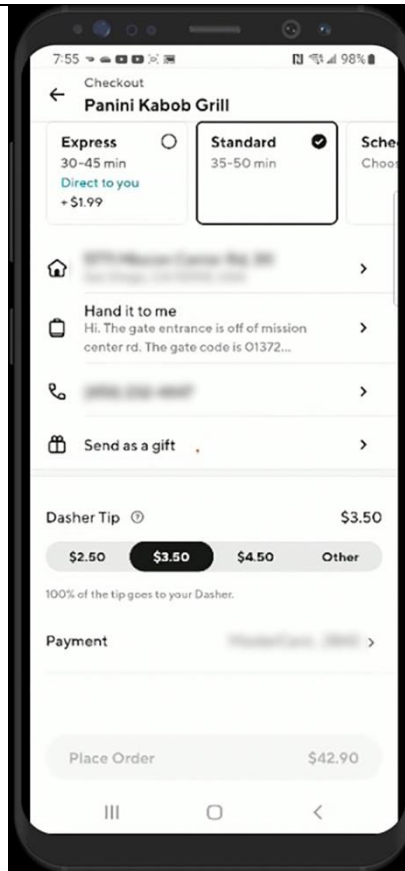 7:55
98%
Checkout
Panini Kabob Grill
Express
30-45 min
Direct to you
+ $1.99
Standard
35-50 min
Sche
Choos
Hand it to me
Hi. The gate entrance is off of mission
center rd. The gate code is 01372...
Send as a gift
Dasher Tip
$3.50
$2.50
$3.50
$4.50
Other
100% of the tip goes to your Dasher.
Payment
Place Order
$42.90